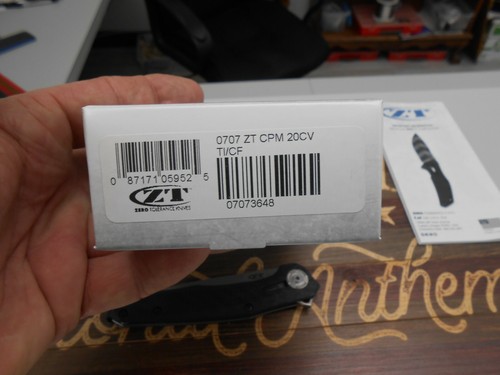 0707 ZT CPM 20CV
TI/CF
0 87171 05952 5
07073648
ZT
ZERO TOLERANCE KNIVES
ZT
Anthem